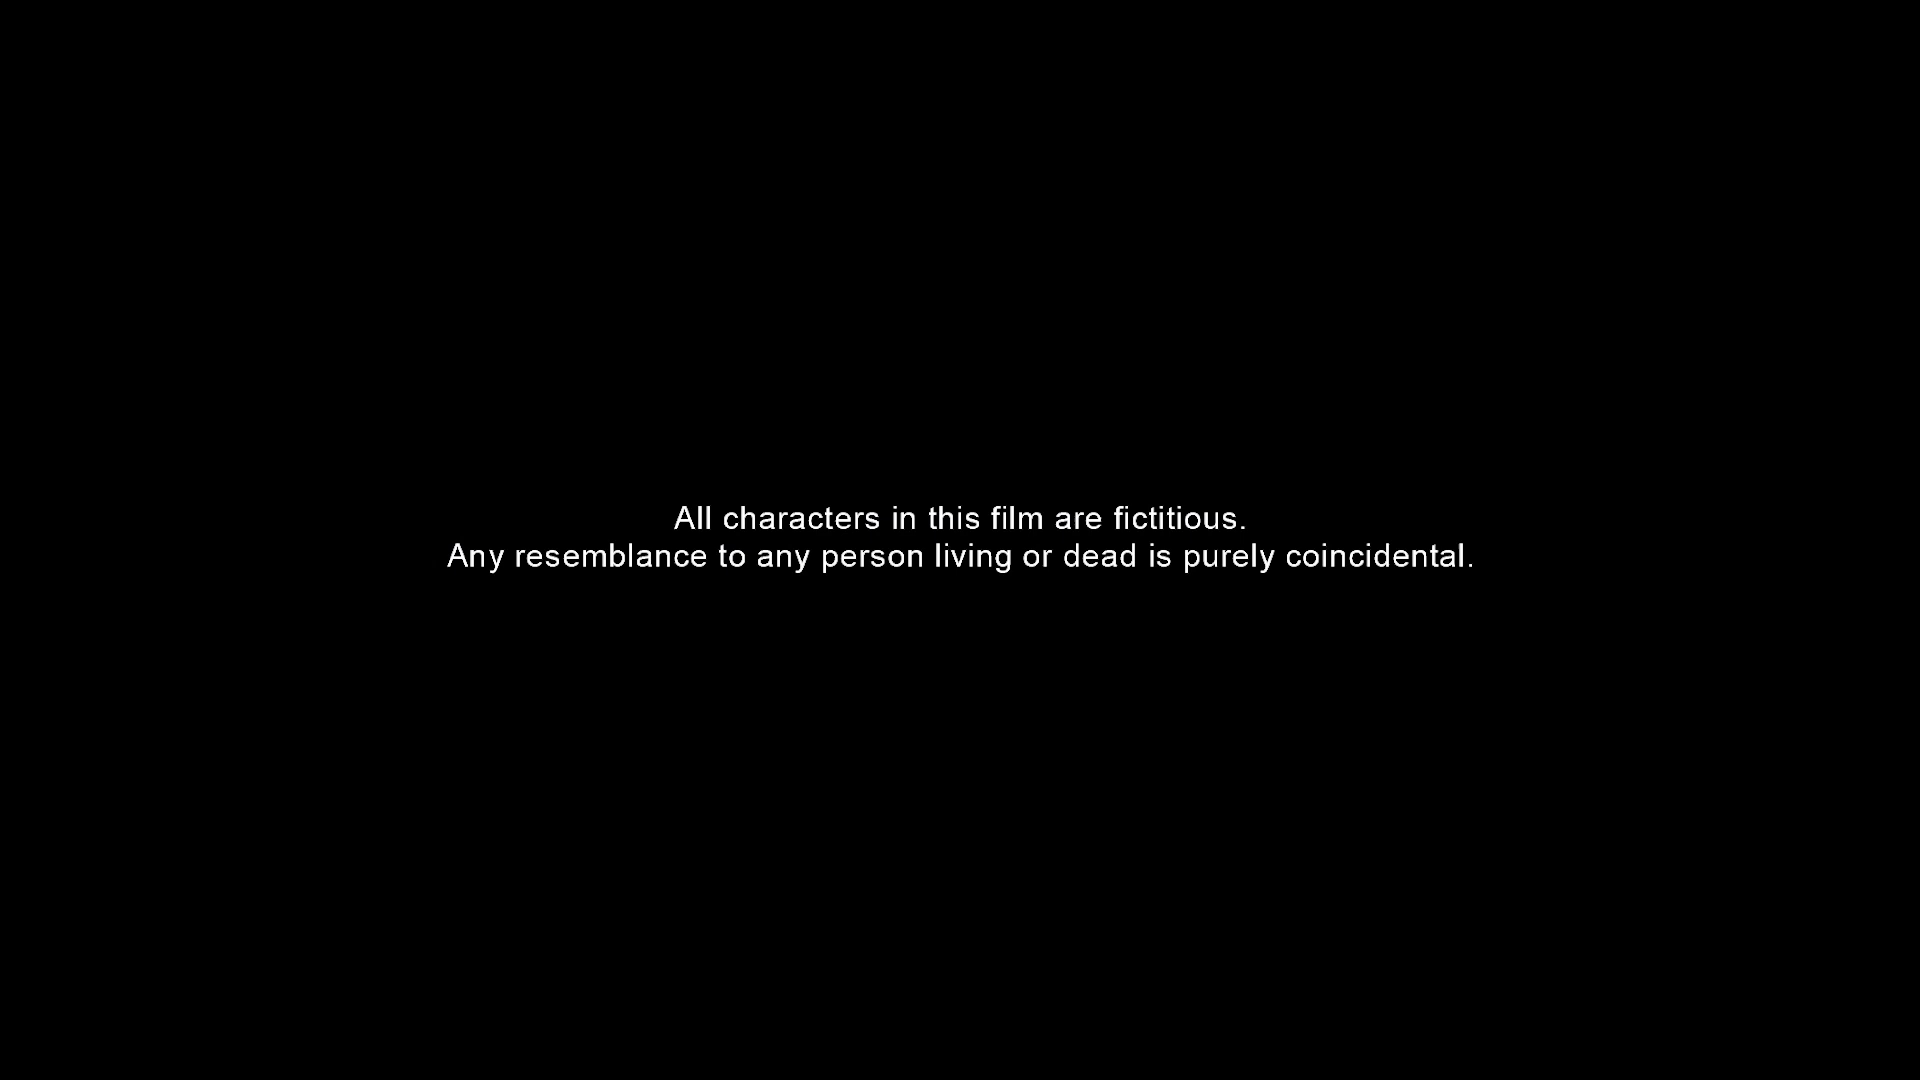 All characters in this film are fictitious.
Any resemblance to any person living or dead is purely coincidental.